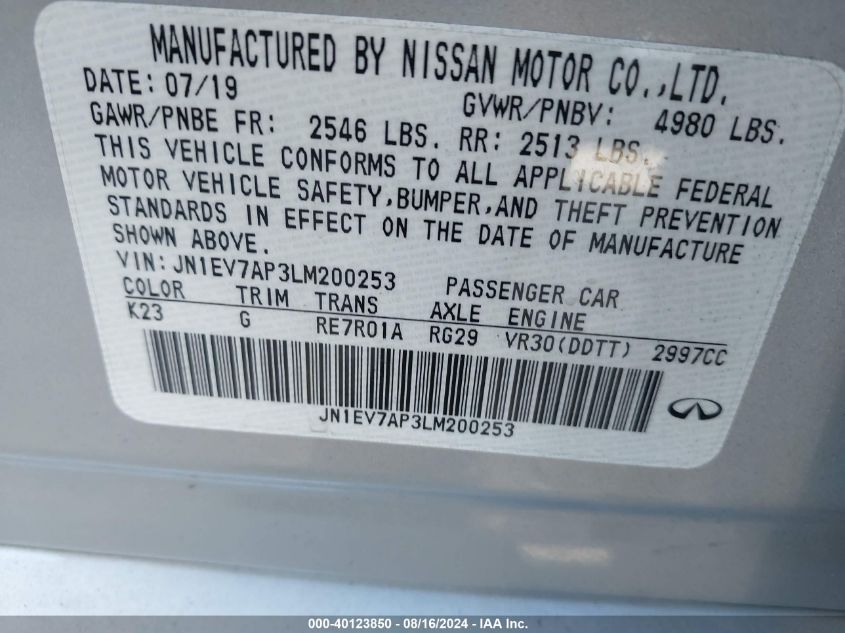 MANUFACTURED BY NISSAN MOTOR CO.,LTD.
DATE: 07/19 GVWR/PNBV: 4980 LBS.
GAWR/PNBE FR: 2546 LBS. RR: 2513 LBS.
THIS VEHICLE CONFORMS TO ALL APPLICABLE FEDERAL
MOTOR VEHICLE SAFETY,BUMPER,AND THEFT PREVENTION
STANDARDS IN EFFECT ON THE DATE OF MANUFACTURE
SHOWN ABOVE.
VIN: JN1EV7AP3LM200253 PASSENGER CAR
COLOR TRIM TRANS AXLE ENGINE
K23 G RE7R01A RG29 VR30(DDTT) 2997CC
JN1EV7AP3LM200253
000-40123850 - 08/16/2024 - IAA Inc.